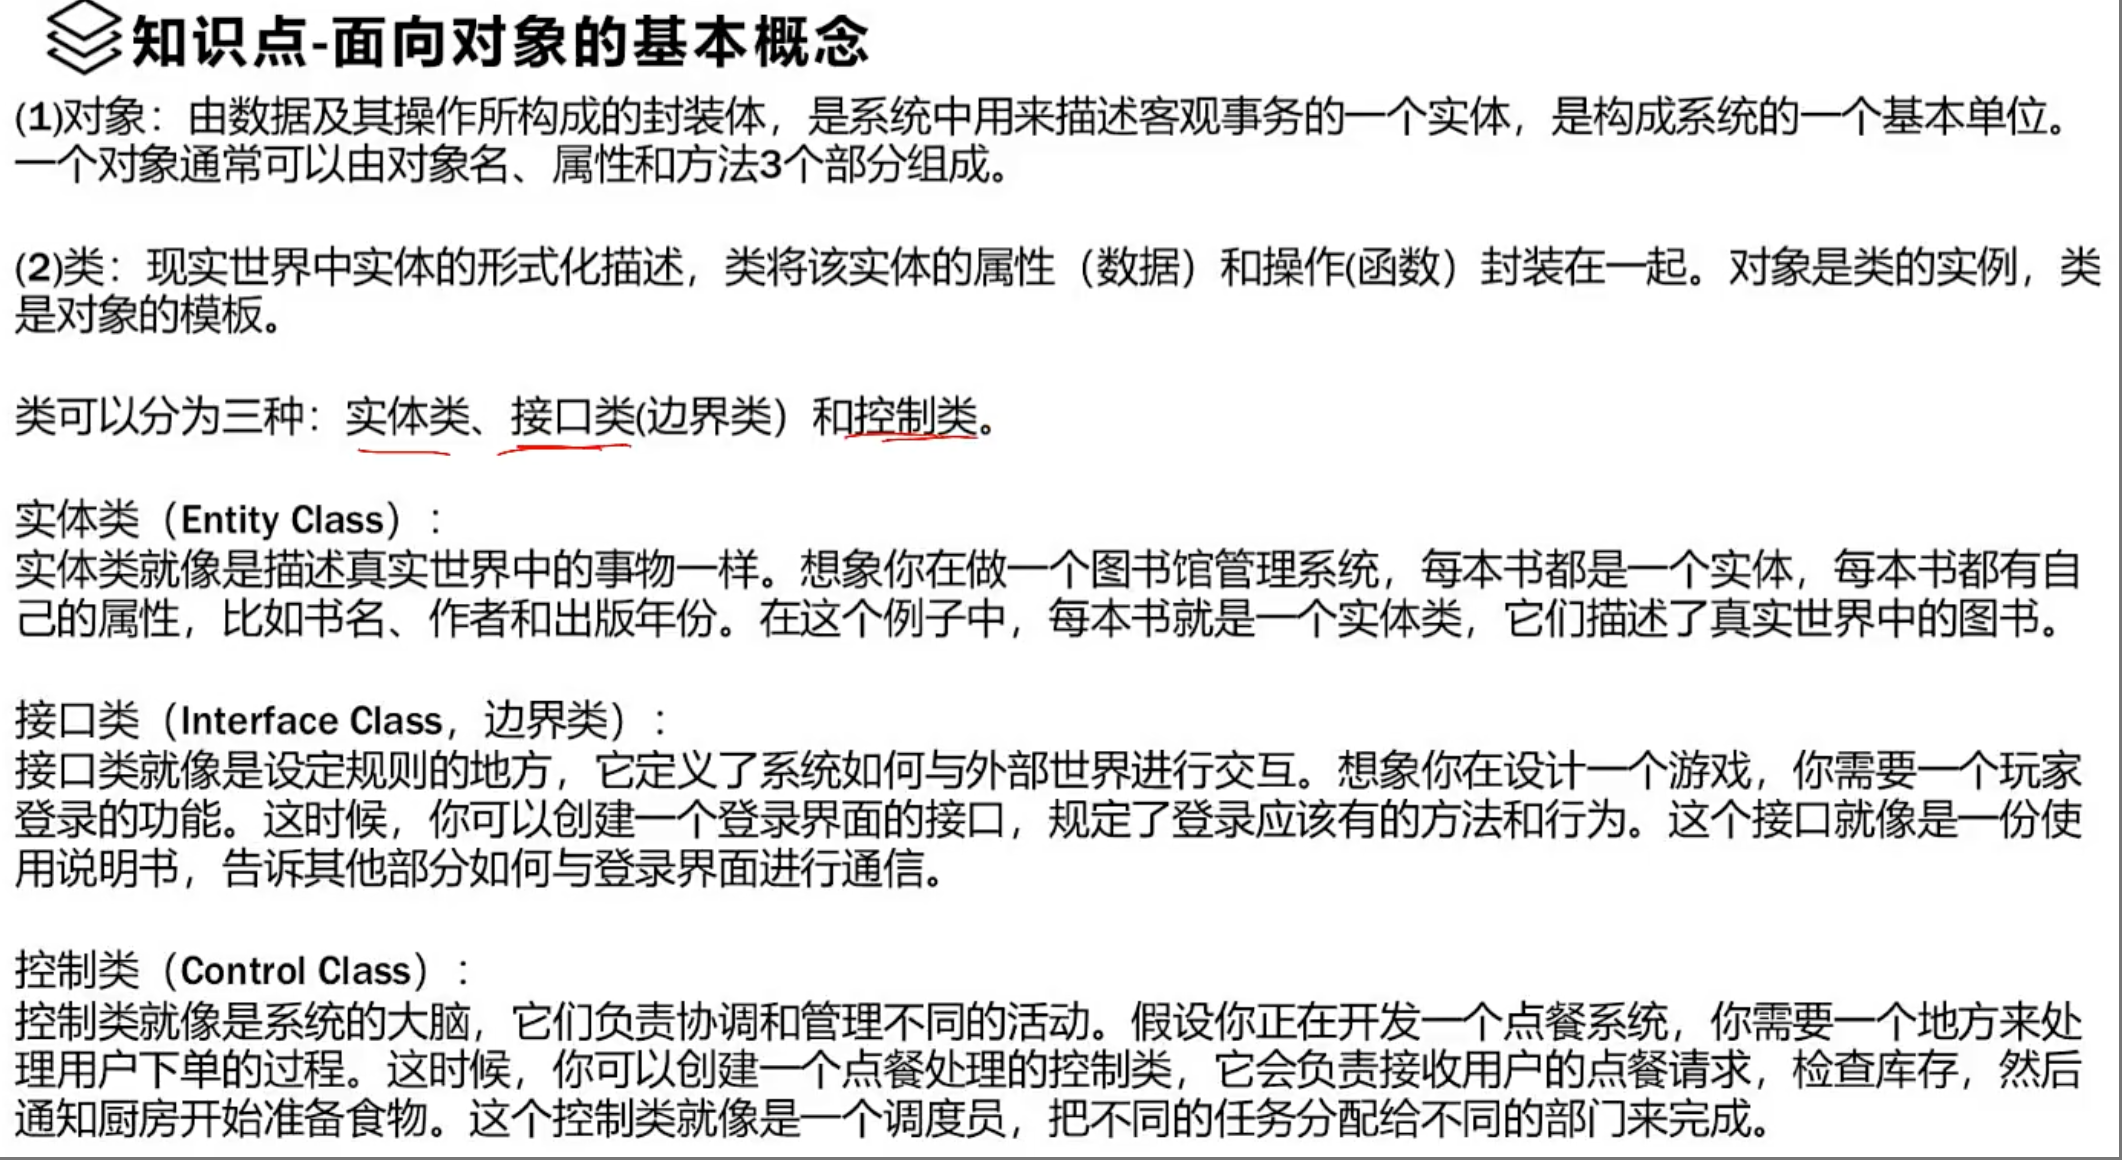 知识点-面向对象的基本概念
(1)对象：由数据及其操作所构成的封装体，是系统中用来描述客观事务的一个实体，是构成系统的一个基本单位。
一个对象通常可以由对象名、属性和方法3个部分组成。
(2)类：现实世界中实体的形式化描述，类将该实体的属性（数据）和操作(函数）封装在一起。对象是类的实例，类
是对象的模板。
类可以分为三种：实体类、接口类(边界类）和控制类。
实体类（Entity Class）:
实体类就像是描述真实世界中的事物一样。想象你在做一个图书馆管理系统，每本书都是一个实体，每本书都有自
己的属性，比如书名、作者和出版年份。在这个例子中，每本书就是一个实体类，它们描述了真实世界中的图书。
接口类（Interface Class，边界类）:
接口类就像是设定规则的地方，它定义了系统如何与外部世界进行交互。想象你在设计一个游戏，你需要一个玩家
登录的功能。这时候，你可以创建一个登录界面的接口，规定了登录应该有的方法和行为。这个接口就像是一份使
用说明书，告诉其他部分如何与登录界面进行通信。
控制类（Control Class）:
控制类就像是系统的大脑，它们负责协调和管理不同的活动。假设你正在开发一个点餐系统，你需要一个地方来处
理用户下单的过程。这时候，你可以创建一个点餐处理的控制类，它会负责接收用户的点餐请求，检查库存，然后
通知厨房开始准备食物。这个控制类就像是一个调度员，把不同的任务分配给不同的部门来完成。